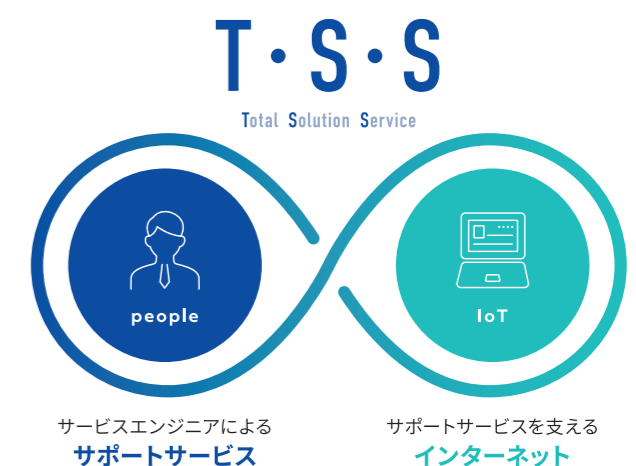 T・S・S
Total Solution Service
people
IoT
サービスエンジニアによる
サポートサービス
サポートサービスを支える
インターネット